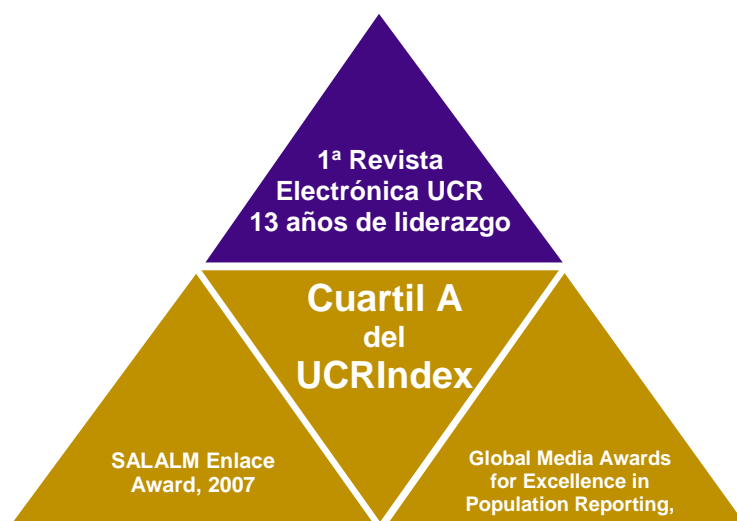 1ª Revista
Electrónica UCR
13 años de liderazgo
Cuartil A
del
UCRIndex
SALALM Enlace
Award, 2007
Global Media Awards
for Excellence in
Population Reporting,